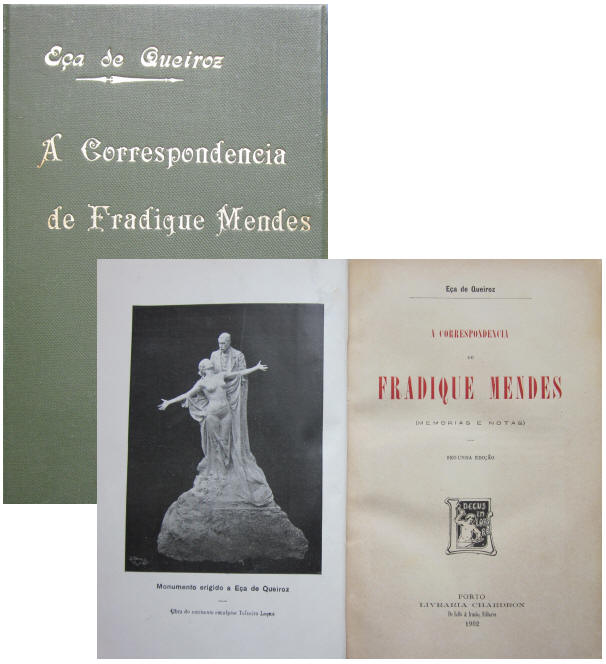 Eça de Queiroz
A Correspondencia
de Fradique Mendes
Monumento erigido a Eça de Queiroz
Obra do eminente esculptor Teixeira Lopes
Eça de Queiroz
A CORRESPONDENCIA
DE
FRADIQUE MENDES
(MEMORIAS E NOTAS)
SEGUNDA EDIÇÃO
DECUS
IN
LABO
RE
PORTO
LIVRARIA CHARDRON
De Lello & Irmão, Editores
1902